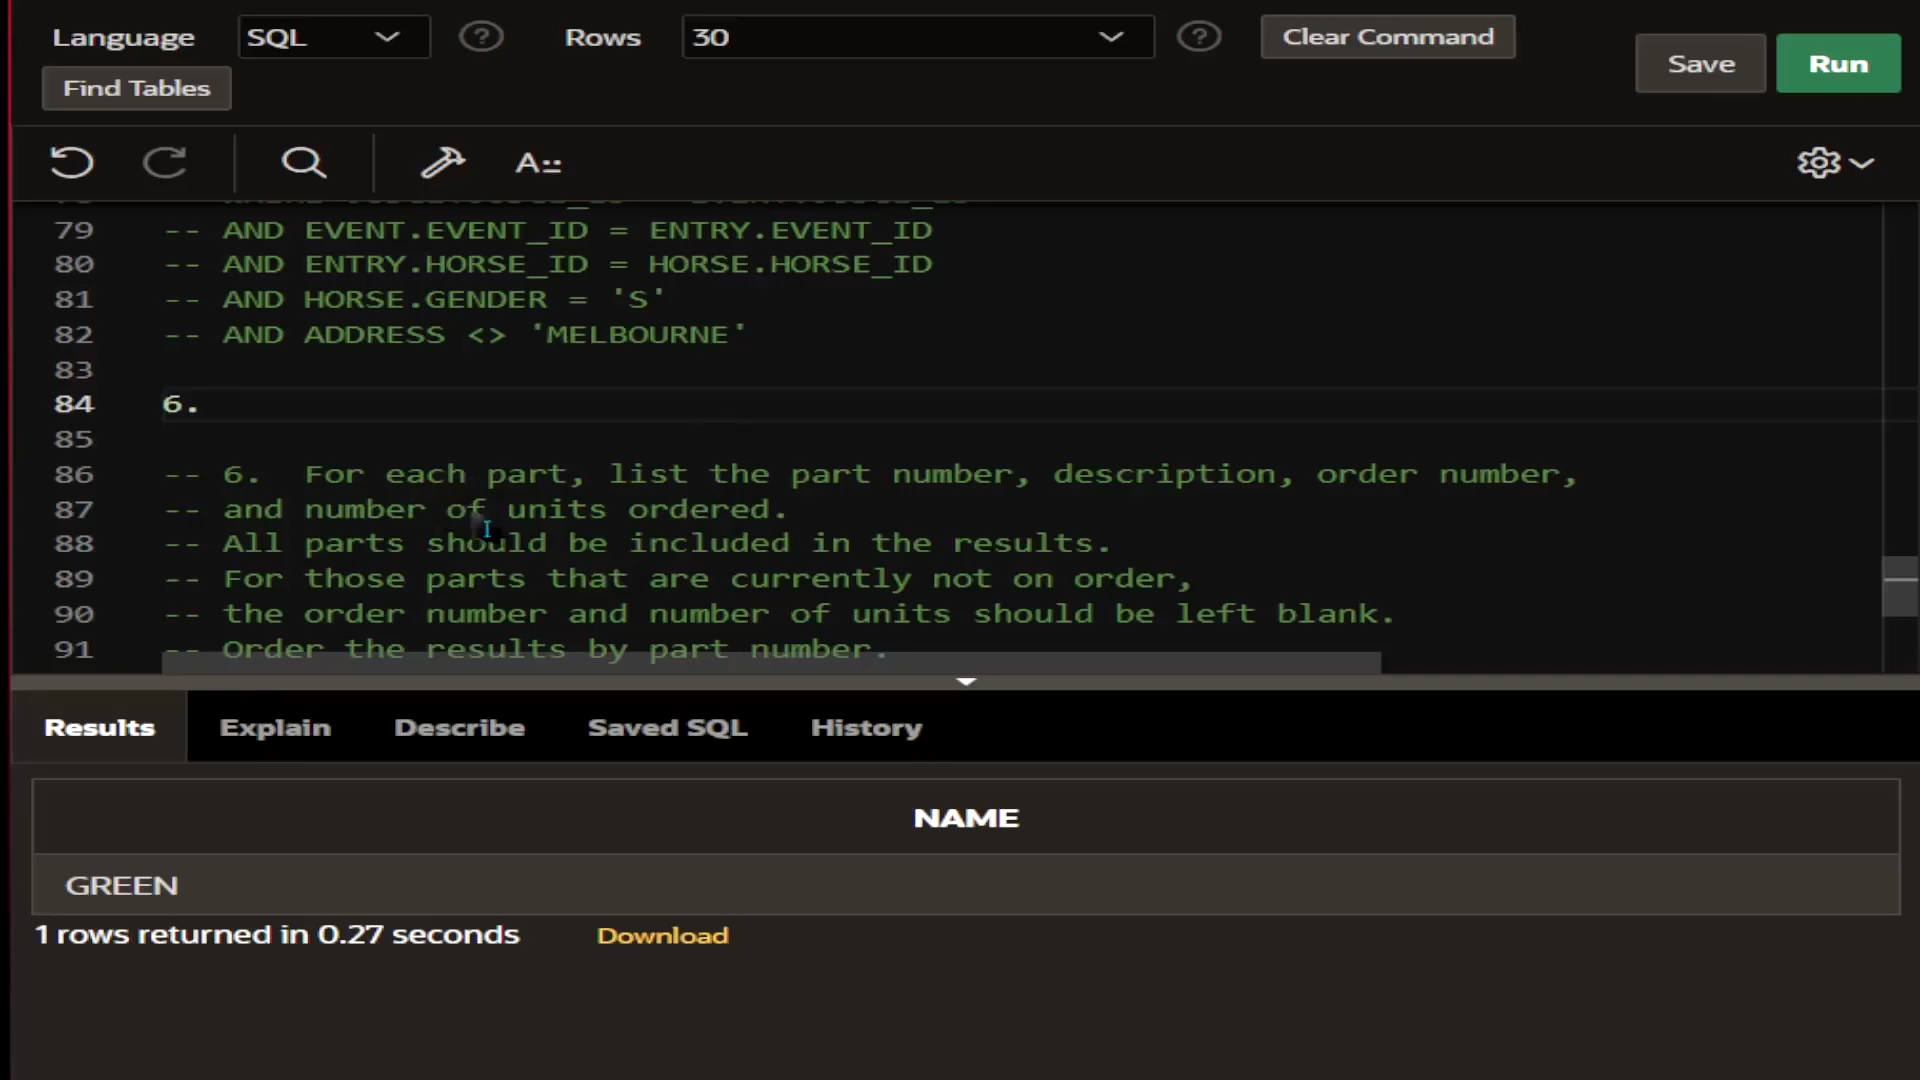 Language SQL Rows 30 Clear Command Save Run
Find Tables
A
79 -- AND EVENT.EVENT_ID = ENTRY.EVENT_ID
80 -- AND ENTRY.HORSE_ID = HORSE.HORSE_ID
81 -- AND HORSE.GENDER = 'S'
82 -- AND ADDRESS <> 'MELBOURNE'
83
84 6.
85
86 -- 6. For each part, list the part number, description, order number,
87 -- and number of units ordered.
88 -- All parts should be included in the results.
89 -- For those parts that are currently not on order,
90 -- the order number and number of units should be left blank.
91 -- Order the results by part number.
Results Explain Describe Saved SQL History
NAME
GREEN
1 rows returned in 0.27 seconds Download